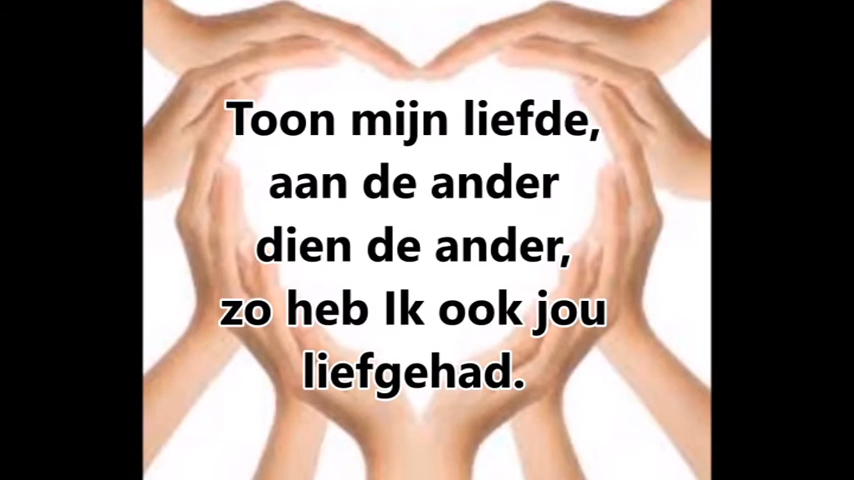 Toon mijn liefde,
aan de ander
dien de ander,
zo heb Ik ook jou
liefgehad.